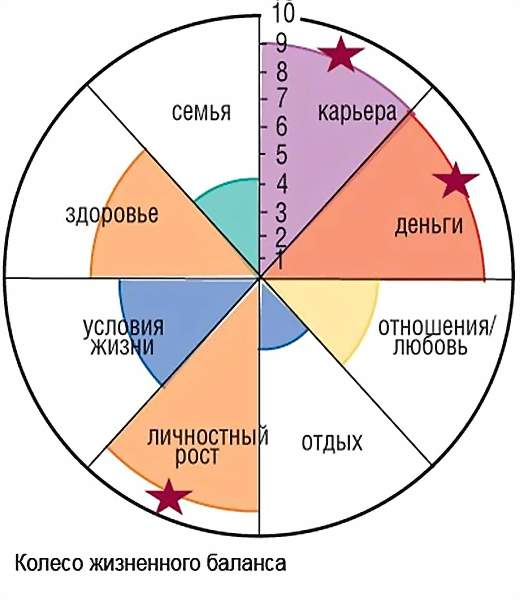 10
9
8
7
6
5
4
3
2
1
семья
карьера
здоровье
деньги
условия
жизни
отношения/
любовь
личностный
рост
отдых
Колесо жизненного баланса